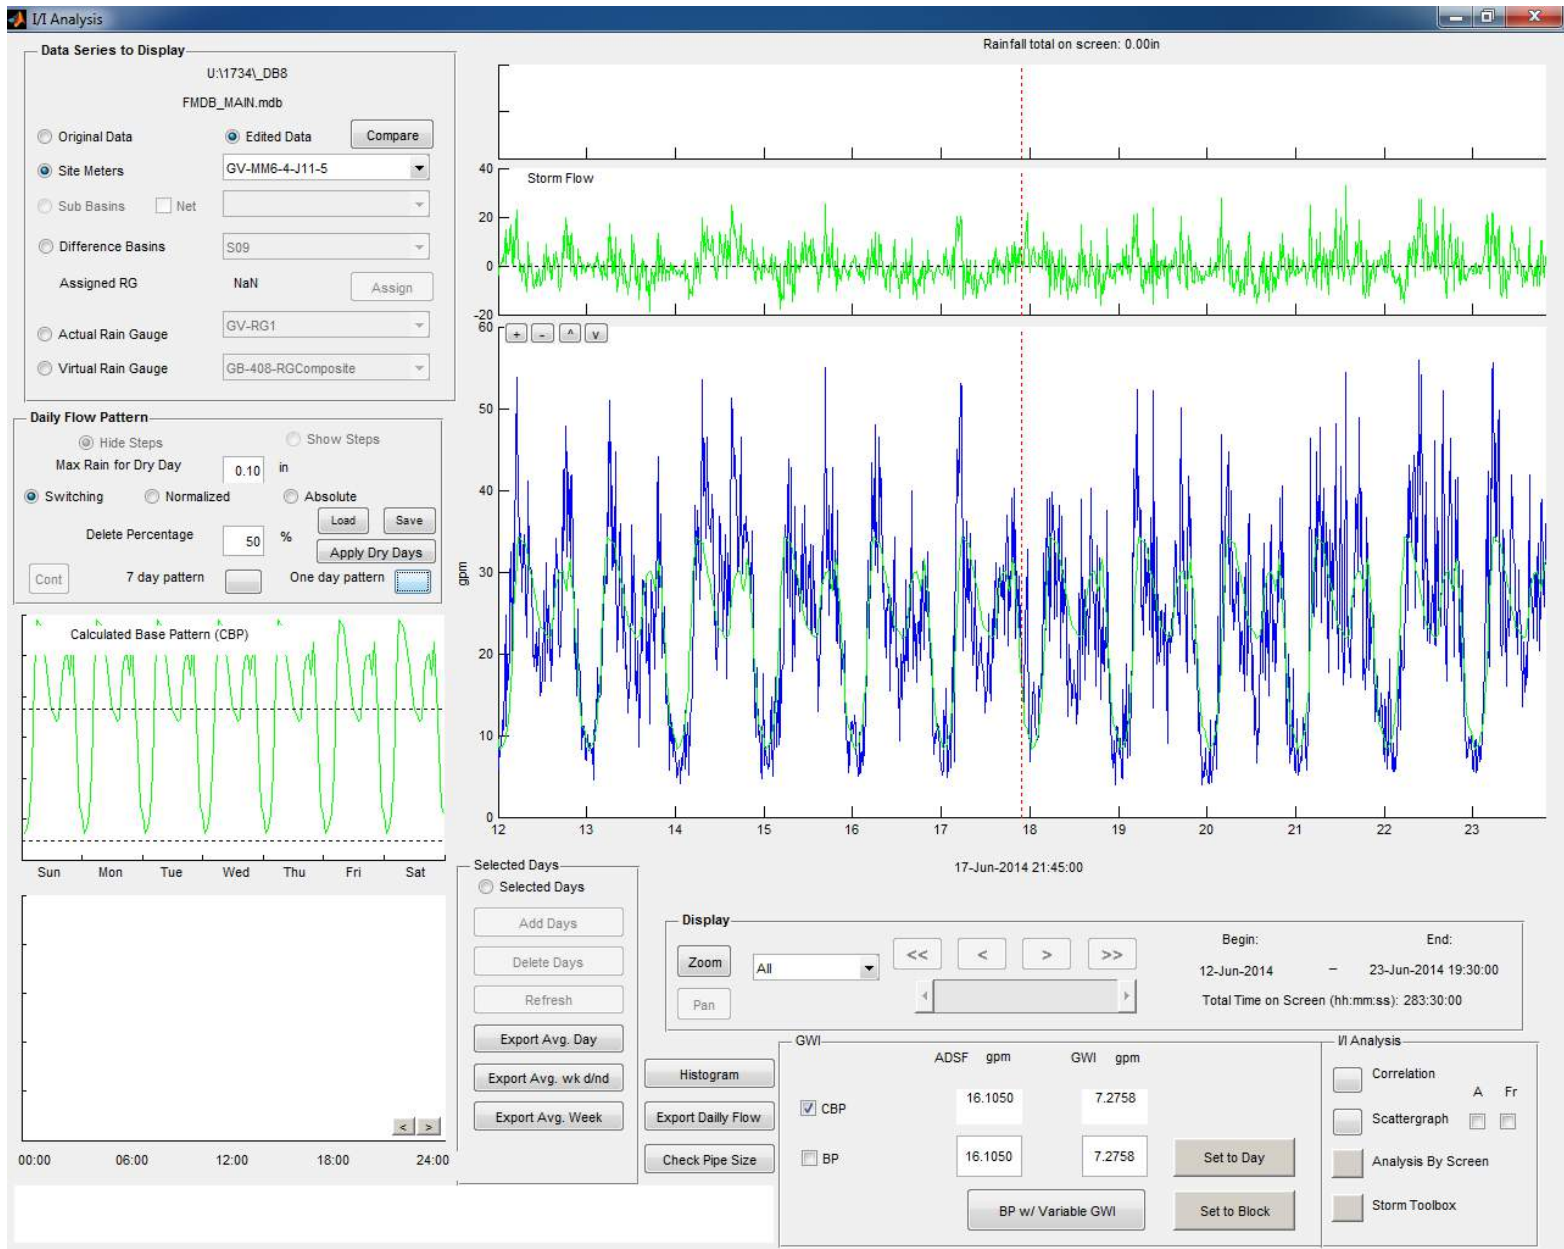 I/I Analysis
Data Series to Display
U:\1734\_DB8
FMDB_MAIN.mdb
Original Data Edited Data Compare
Site Meters GV-MM6-4-J11-5
Sub Basins Net
Difference Basins S09
Assigned RG NaN Assign
Actual Rain Gauge GV-RG1
Virtual Rain Gauge GB-408-RGComposite
Daily Flow Pattern
Hide Steps Show Steps
Max Rain for Dry Day 0.10 in
Switching Normalized Absolute
Load Save
Delete Percentage 50 %
Apply Dry Days
Cont 7 day pattern One day pattern
Calculated Base Pattern (CBP)
Sun Mon Tue Wed Thu Fri Sat
< >
00:00 06:00 12:00 18:00 24:00
Rainfall total on screen: 0.00in
40
Storm Flow
20
0
-20
60
+ - ^ v
50
40
gpm
30
20
10
0
12 13 14 15 16 17 18 19 20 21 22 23
17-Jun-2014 21:45:00
Selected Days
Selected Days
Add Days
Delete Days
Refresh
Export Avg. Day
Export Avg. wk d/nd
Export Avg. Week
Histogram
Export Dailly Flow
Check Pipe Size
Display
Zoom All << < > >>
Pan
Begin: End:
12-Jun-2014 – 23-Jun-2014 19:30:00
Total Time on Screen (hh:mm:ss): 283:30:00
GWI
ADSF gpm GWI gpm
CBP 16.1050 7.2758
BP 16.1050 7.2758 Set to Day
BP w/ Variable GWI Set to Block
I/I Analysis
Correlation
A Fr
Scattergraph
Analysis By Screen
Storm Toolbox